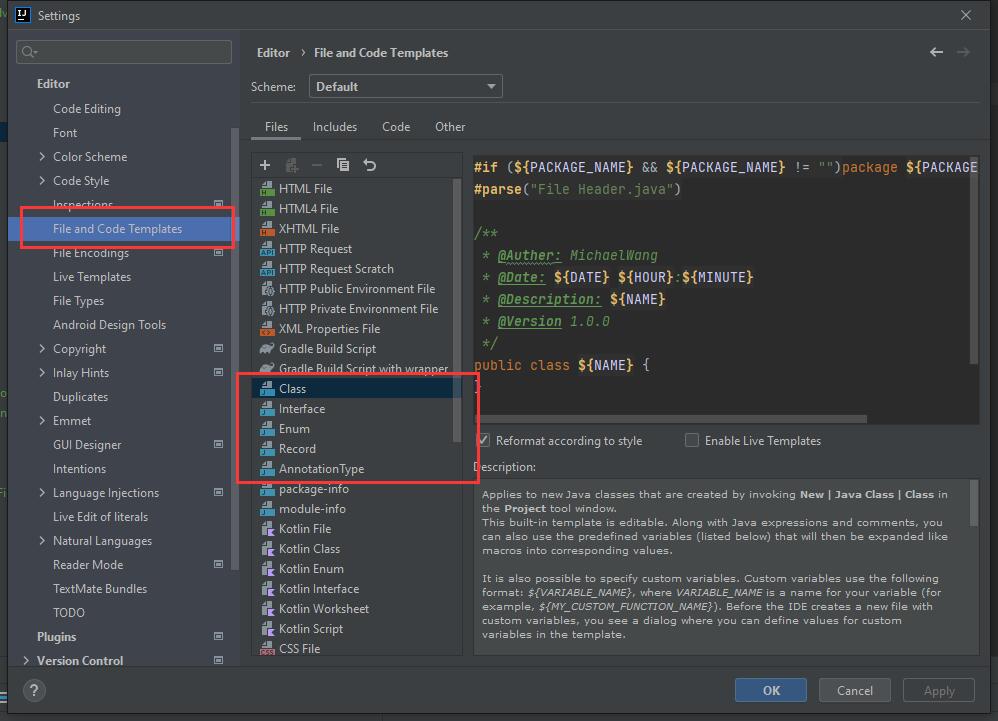 Settings
Editor
Code Editing
Font
Color Scheme
Code Style
Inspections
File and Code Templates
File Encodings
Live Templates
File Types
Android Design Tools
Copyright
Inlay Hints
Duplicates
Emmet
GUI Designer
Intentions
Language Injections
Live Edit of literals
Natural Languages
Reader Mode
TextMate Bundles
TODO
Plugins
Version Control
Editor › File and Code Templates
Scheme: Default
Files Includes Code Other
HTML File
HTML4 File
XHTML File
HTTP Request
HTTP Request Scratch
HTTP Public Environment File
HTTP Private Environment File
XML Properties File
Gradle Build Script
Gradle Build Script with wrapper
Class
Interface
Enum
Record
AnnotationType
package-info
module-info
Kotlin File
Kotlin Class
Kotlin Enum
Kotlin Interface
Kotlin Worksheet
Kotlin Script
CSS File
#if (${PACKAGE_NAME} && ${PACKAGE_NAME} != "")package ${PACKAGE
#parse("File Header.java")
/**
* @Auther: MichaelWang
* @Date: ${DATE} ${HOUR}:${MINUTE}
* @Description: ${NAME}
* @Version 1.0.0
*/
public class ${NAME} {
}
Reformat according to style Enable Live Templates
Description:
Applies to new Java classes that are created by invoking New | Java Class | Class in
the Project tool window.
This built-in template is editable. Along with Java expressions and comments, you
can also use the predefined variables (listed below) that will then be expanded like
macros into corresponding values.
It is also possible to specify custom variables. Custom variables use the following
format: ${VARIABLE_NAME}, where VARIABLE_NAME is a name for your variable (for
example, ${MY_CUSTOM_FUNCTION_NAME}). Before the IDE creates a new file with
custom variables, you see a dialog where you can define values for custom
variables in the template.
? OK Cancel Apply